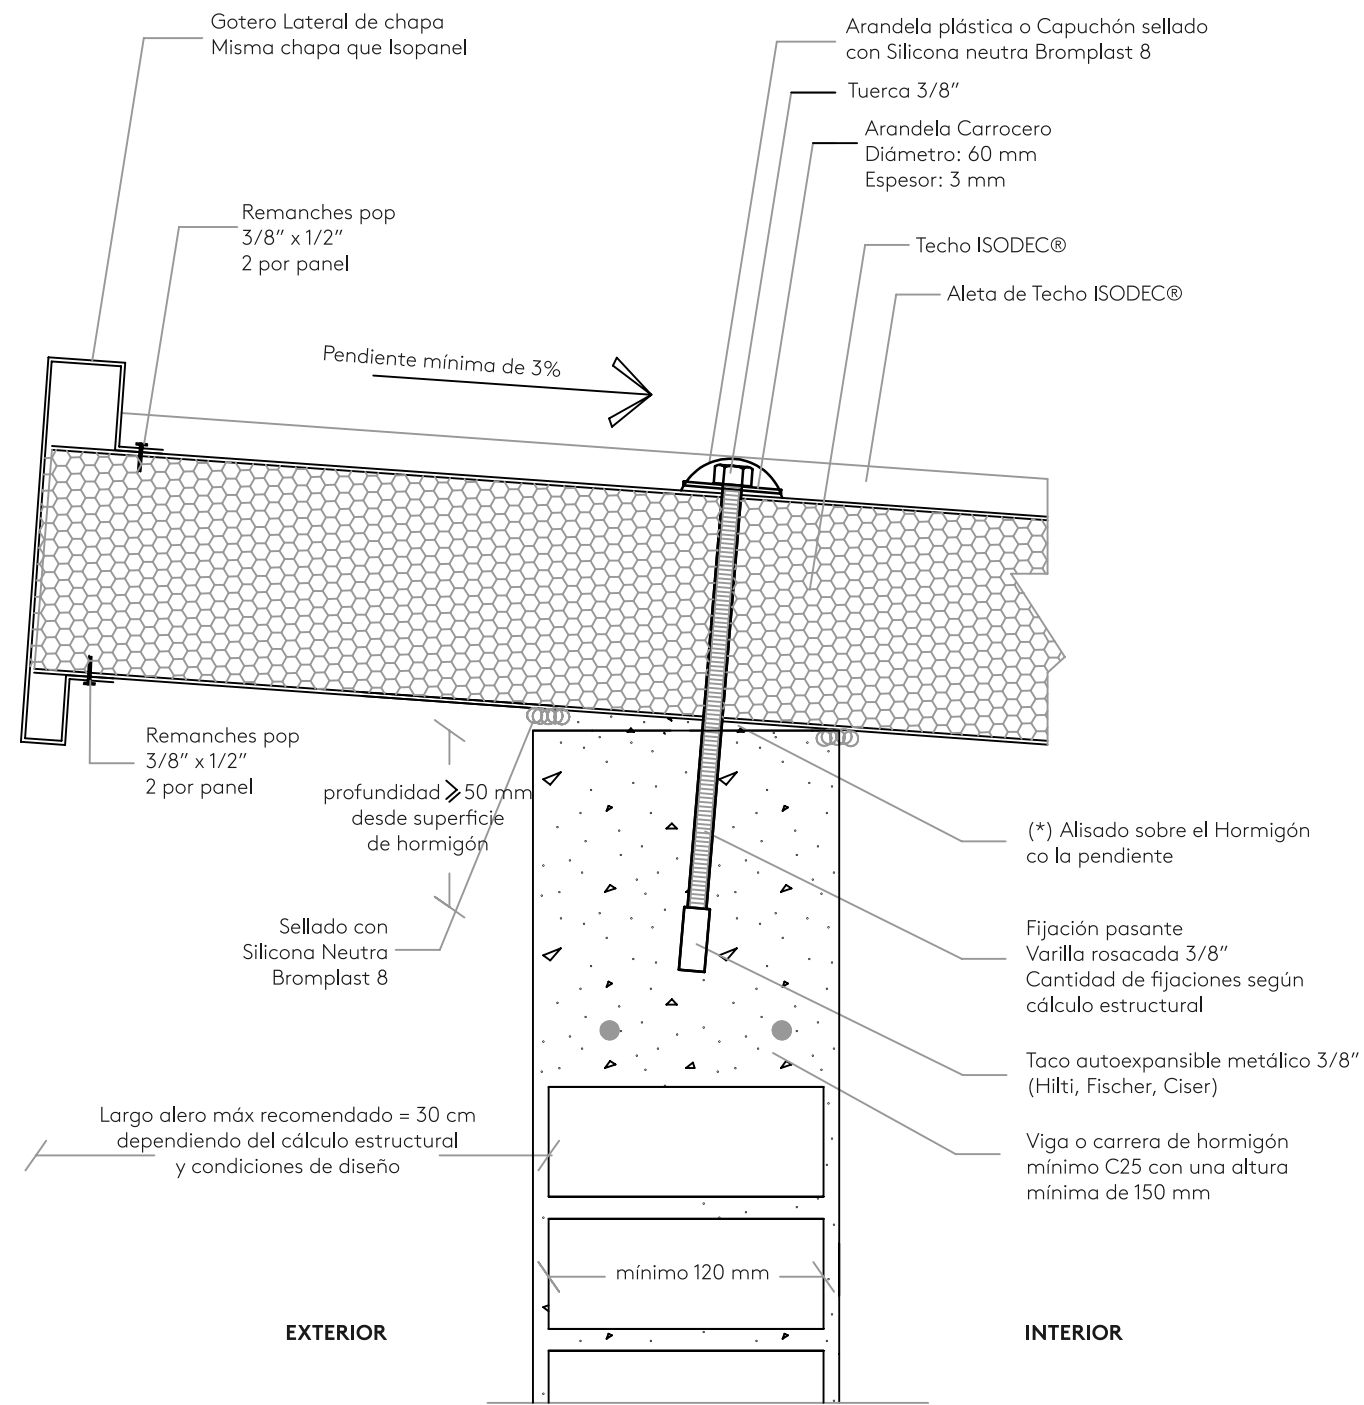 Gotero Lateral de chapa
Misma chapa que Isopanel
Arandela plástica o Capuchón sellado
con Silicona neutra Bromplast 8
Tuerca 3/8"
Arandela Carrocero
Diámetro: 60 mm
Espesor: 3 mm
Remanches pop
3/8" x 1/2"
2 por panel
Techo ISODEC®
Aleta de Techo ISODEC®
Pendiente mínima de 3%
Remanches pop
3/8" x 1/2"
2 por panel
profundidad ⩾ 50 mm
desde superficie
de hormigón
Sellado con
Silicona Neutra
Bromplast 8
(*) Alisado sobre el Hormigón
co la pendiente
Fijación pasante
Varilla rosacada 3/8"
Cantidad de fijaciones según
cálculo estructural
Taco autoexpansible metálico 3/8"
(Hilti, Fischer, Ciser)
Largo alero máx recomendado = 30 cm
dependiendo del cálculo estructural
y condiciones de diseño
Viga o carrera de hormigón
mínimo C25 con una altura
mínima de 150 mm
mínimo 120 mm
EXTERIOR
INTERIOR